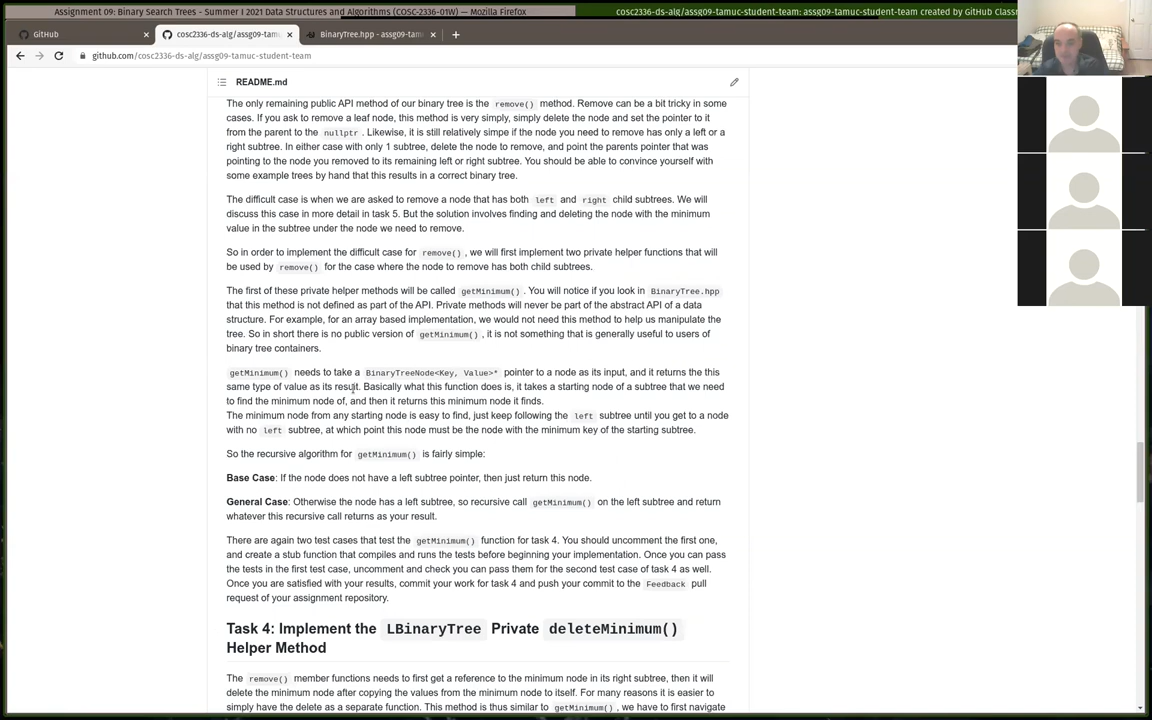 Assignment 09: Binary Search Trees - Summer I 2021 Data Structures and Algorithms (COSC-2336-01W) — Mozilla Firefox
cosc2336-ds-alg/assg09-tamuc-student-team: assg09-tamuc-student-team created by GitHub Classr
GitHub
cosc2336-ds-alg/assg09-tam
BinaryTree.hpp - assg09-tamuc
github.com/cosc2336-ds-alg/assg09-tamuc-student-team
README.md
The only remaining public API method of our binary tree is the remove() method. Remove can be a bit tricky in some
cases. If you ask to remove a leaf node, this method is very simply, simply delete the node and set the pointer to it
from the parent to the nullptr . Likewise, it is still relatively simpe if the node you need to remove has only a left or a
right subtree. In either case with only 1 subtree, delete the node to remove, and point the parents pointer that was
pointing to the node you removed to its remaining left or right subtree. You should be able to convince yourself with
some example trees by hand that this results in a correct binary tree.
The difficult case is when we are asked to remove a node that has both left and right child subtrees. We will
discuss this case in more detail in task 5. But the solution involves finding and deleting the node with the minimum
value in the subtree under the node we need to remove.
So in order to implement the difficult case for remove() , we will first implement two private helper functions that will
be used by remove() for the case where the node to remove has both child subtrees.
The first of these private helper methods will be called getMinimum() . You will notice if you look in BinaryTree.hpp
that this method is not defined as part of the API. Private methods will never be part of the abstract API of a data
structure. For example, for an array based implementation, we would not need this method to help us manipulate the
tree. So in short there is no public version of getMinimum() , it is not something that is generally useful to users of
binary tree containers.
getMinimum() needs to take a BinaryTreeNode<Key, Value>* pointer to a node as its input, and it returns the this
same type of value as its result. Basically what this function does is, it takes a starting node of a subtree that we need
to find the minimum node of, and then it returns this minimum node it finds.
The minimum node from any starting node is easy to find, just keep following the left subtree until you get to a node
with no left subtree, at which point this node must be the node with the minimum key of the starting subtree.
So the recursive algorithm for getMinimum() is fairly simple:
Base Case: If the node does not have a left subtree pointer, then just return this node.
General Case: Otherwise the node has a left subtree, so recursive call getMinimum() on the left subtree and return
whatever this recursive call returns as your result.
There are again two test cases that test the getMinimum() function for task 4. You should uncomment the first one,
and create a stub function that compiles and runs the tests before beginning your implementation. Once you can pass
the tests in the first test case, uncomment and check you can pass them for the second test case of task 4 as well.
Once you are satisfied with your results, commit your work for task 4 and push your commit to the Feedback pull
request of your assignment repository.
Task 4: Implement the LBinaryTree Private deleteMinimum()
Helper Method
The remove() member functions needs to first get a reference to the minimum node in its right subtree, then it will
delete the minimum node after copying the values from the minimum node to itself. For many reasons it is easier to
simply have the delete as a separate function. This method is thus similar to getMinimum() , we have to first navigate